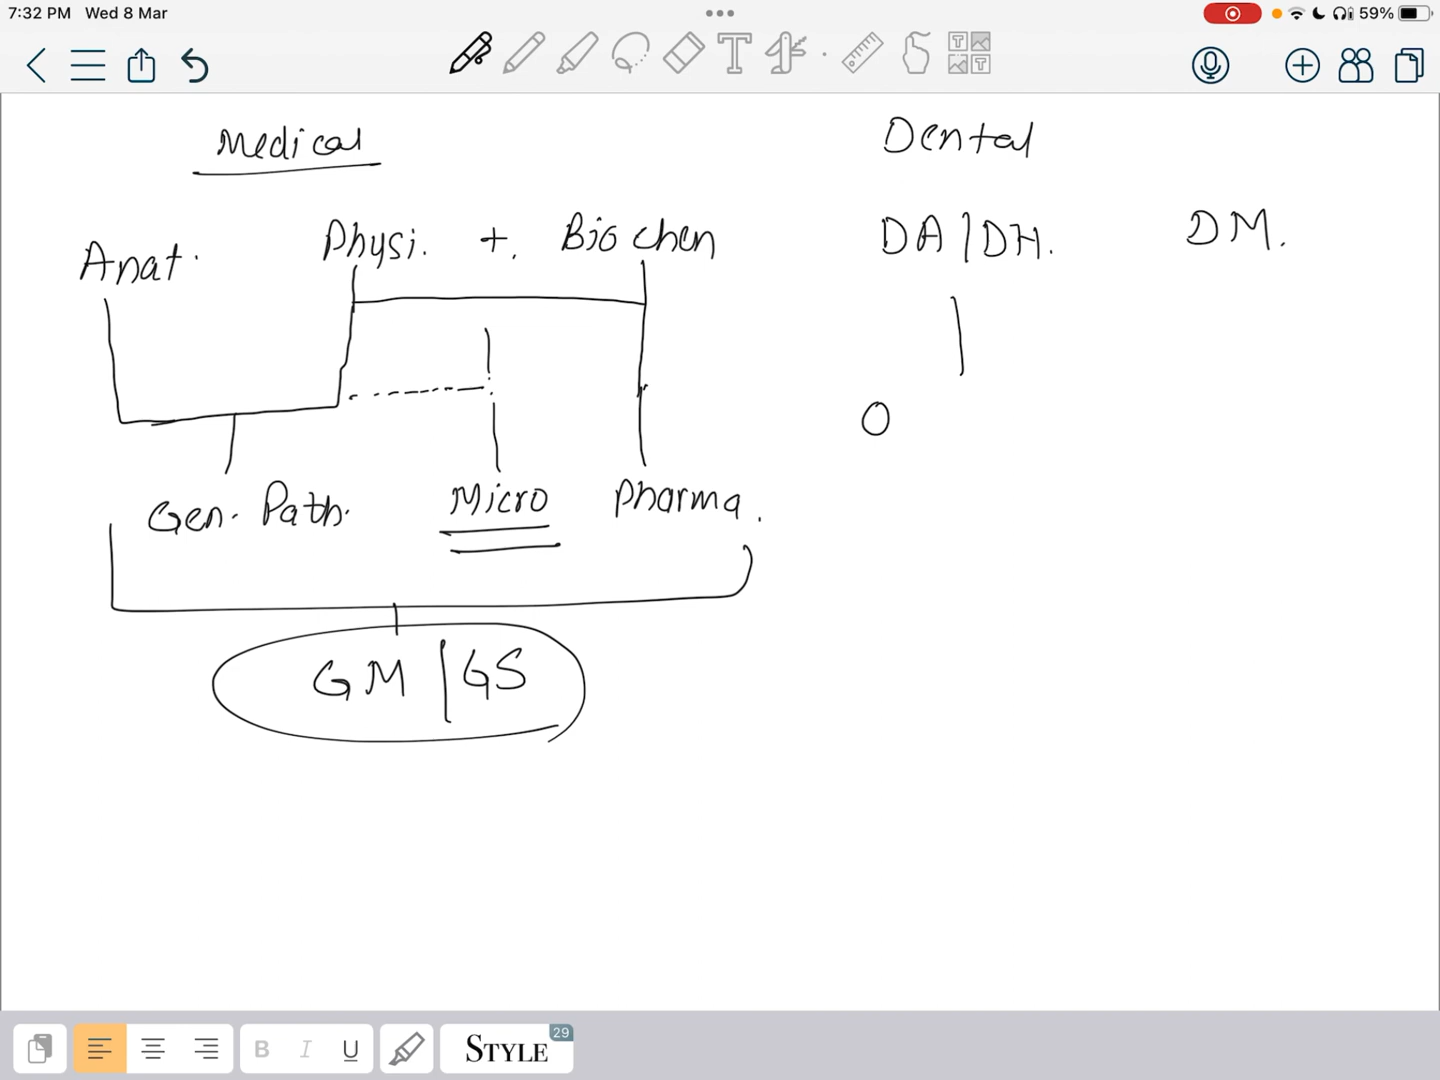 7:32 PM Wed 8 Mar
59%
T
T
T
Medical
Dental
Anat.
Physi. + Bio chen
DA/DH.
DM.
O
Gen. Path.
Micro
Pharma.
GM | GS
B I U
STYLE
29